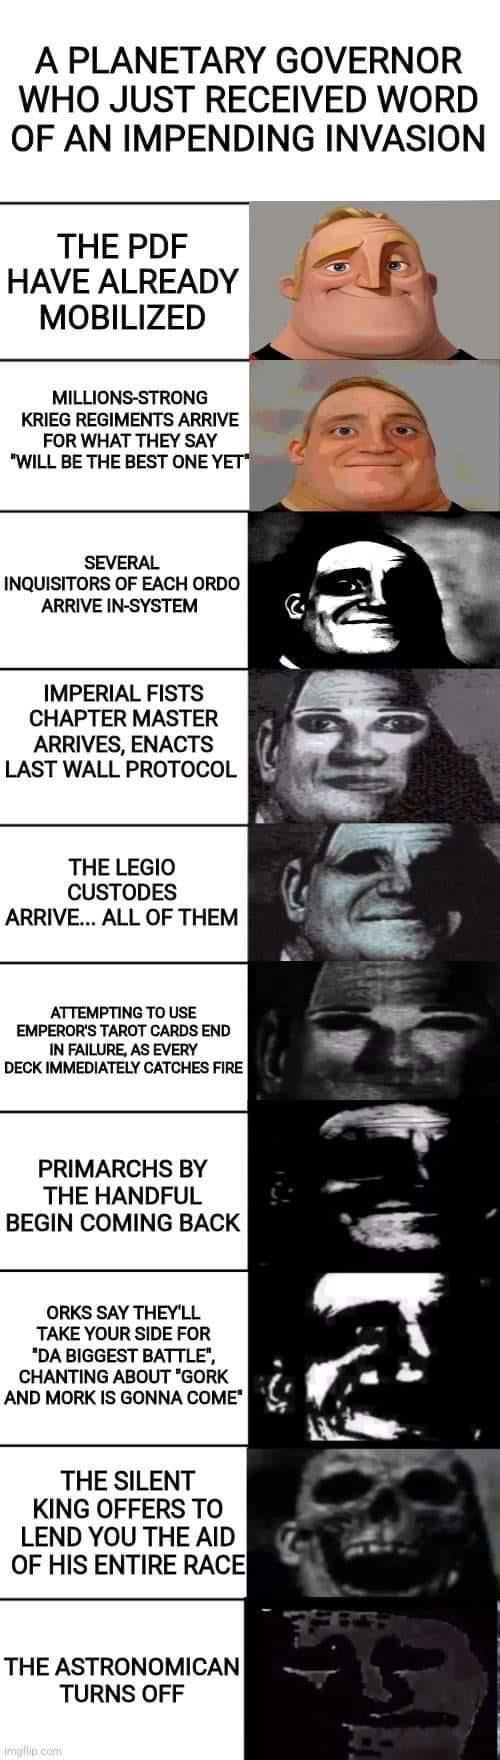 A PLANETARY GOVERNOR
WHO JUST RECEIVED WORD
OF AN IMPENDING INVASION
THE PDF
HAVE ALREADY
MOBILIZED
MILLIONS-STRONG
KRIEG REGIMENTS ARRIVE
FOR WHAT THEY SAY
"WILL BE THE BEST ONE YET"
SEVERAL
INQUISITORS OF EACH ORDO
ARRIVE IN-SYSTEM
IMPERIAL FISTS
CHAPTER MASTER
ARRIVES, ENACTS
LAST WALL PROTOCOL
THE LEGIO
CUSTODES
ARRIVE... ALL OF THEM
ATTEMPTING TO USE
EMPEROR'S TAROT CARDS END
IN FAILURE, AS EVERY
DECK IMMEDIATELY CATCHES FIRE
PRIMARCHS BY
THE HANDFUL
BEGIN COMING BACK
ORKS SAY THEY'LL
TAKE YOUR SIDE FOR
"DA BIGGEST BATTLE",
CHANTING ABOUT "GORK
AND MORK IS GONNA COME"
THE SILENT
KING OFFERS TO
LEND YOU THE AID
OF HIS ENTIRE RACE
THE ASTRONOMICAN
TURNS OFF
imgflip.com